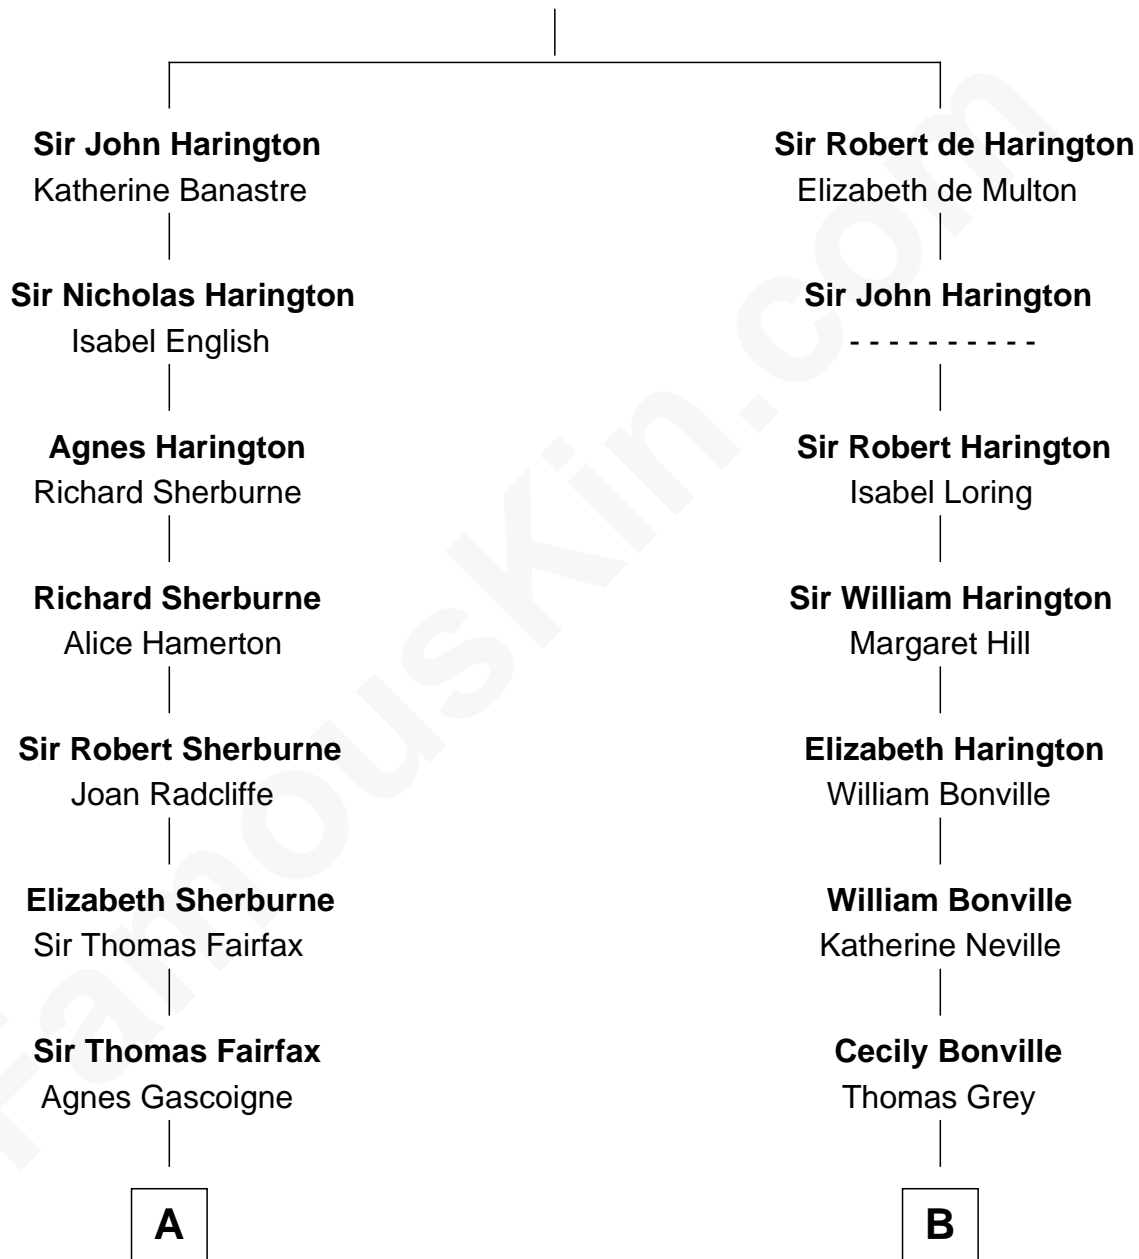 Sir John Harington
Katherine Banastre
Sir Nicholas Harington
Isabel English
Agnes Harington
Richard Sherburne
Richard Sherburne
Alice Hamerton
Sir Robert Sherburne
Joan Radcliffe
Elizabeth Sherburne
Sir Thomas Fairfax
Sir Thomas Fairfax
Agnes Gascoigne
A
Sir Robert de Harington
Elizabeth de Multon
Sir John Harington
- - - - - - - - - -
Sir Robert Harington
Isabel Loring
Sir William Harington
Margaret Hill
Elizabeth Harington
William Bonville
William Bonville
Katherine Neville
Cecily Bonville
Thomas Grey
B
FamousKin.com